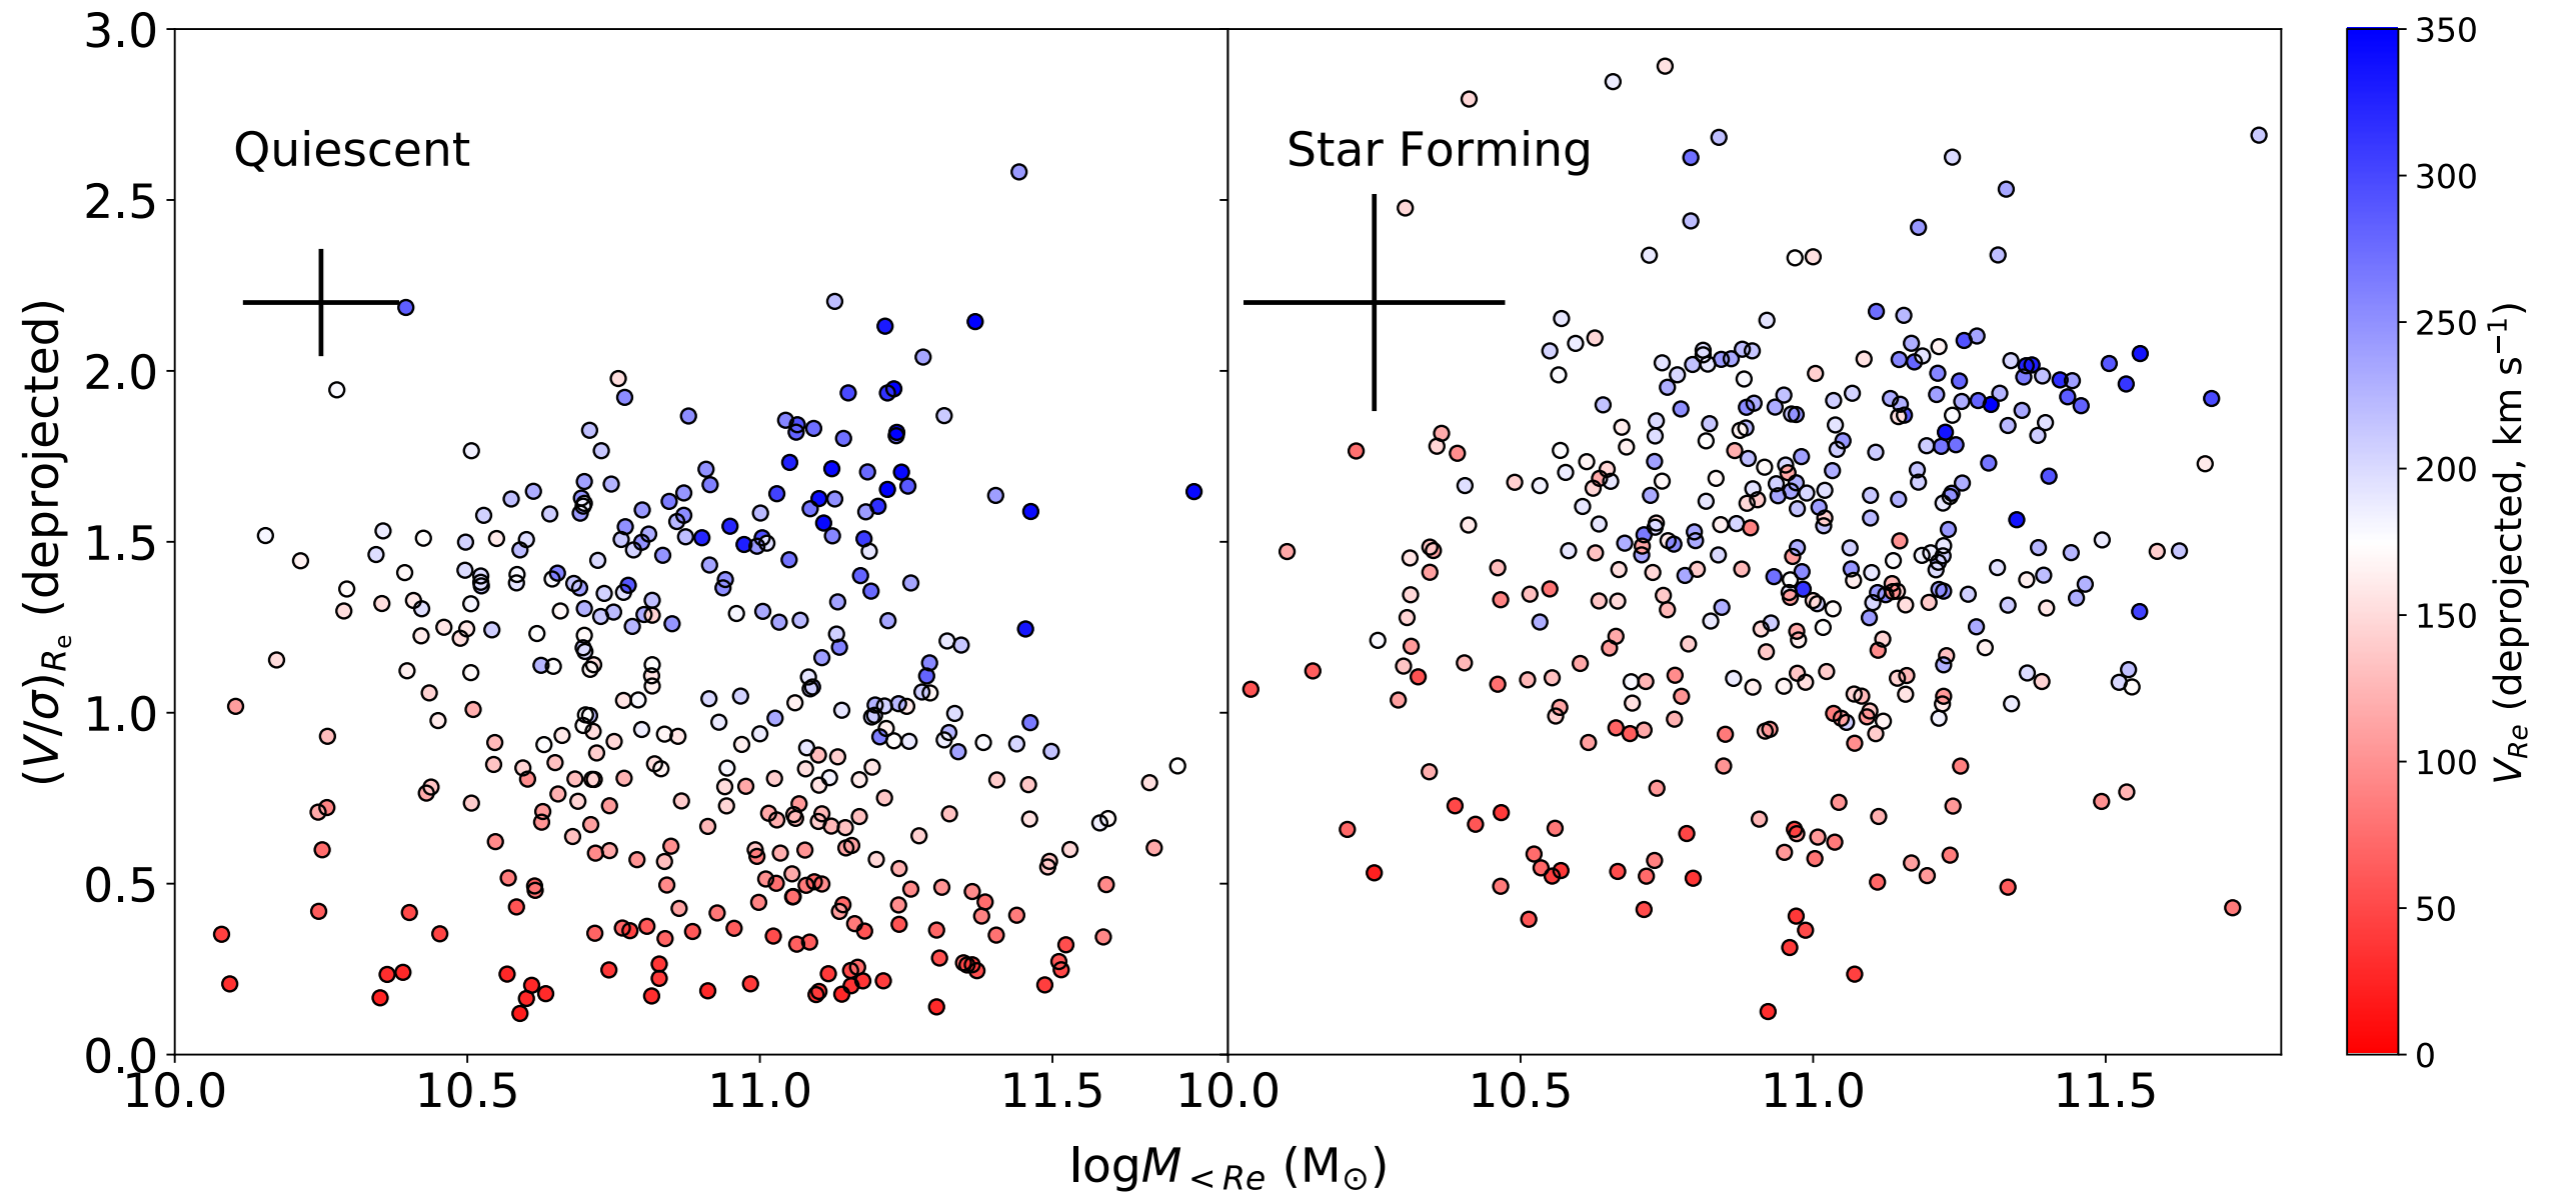 3.0
2.5
2.0
1.5
1.0
0.5
0.0
(V/σ)Re (deprojected)
Quiescent
Star Forming
10.0 10.5 11.0 11.5 10.0 10.5 11.0 11.5
logM<Re (M⊙)
350
300
250
200
150
100
50
0
VRe (deprojected, km s−1)